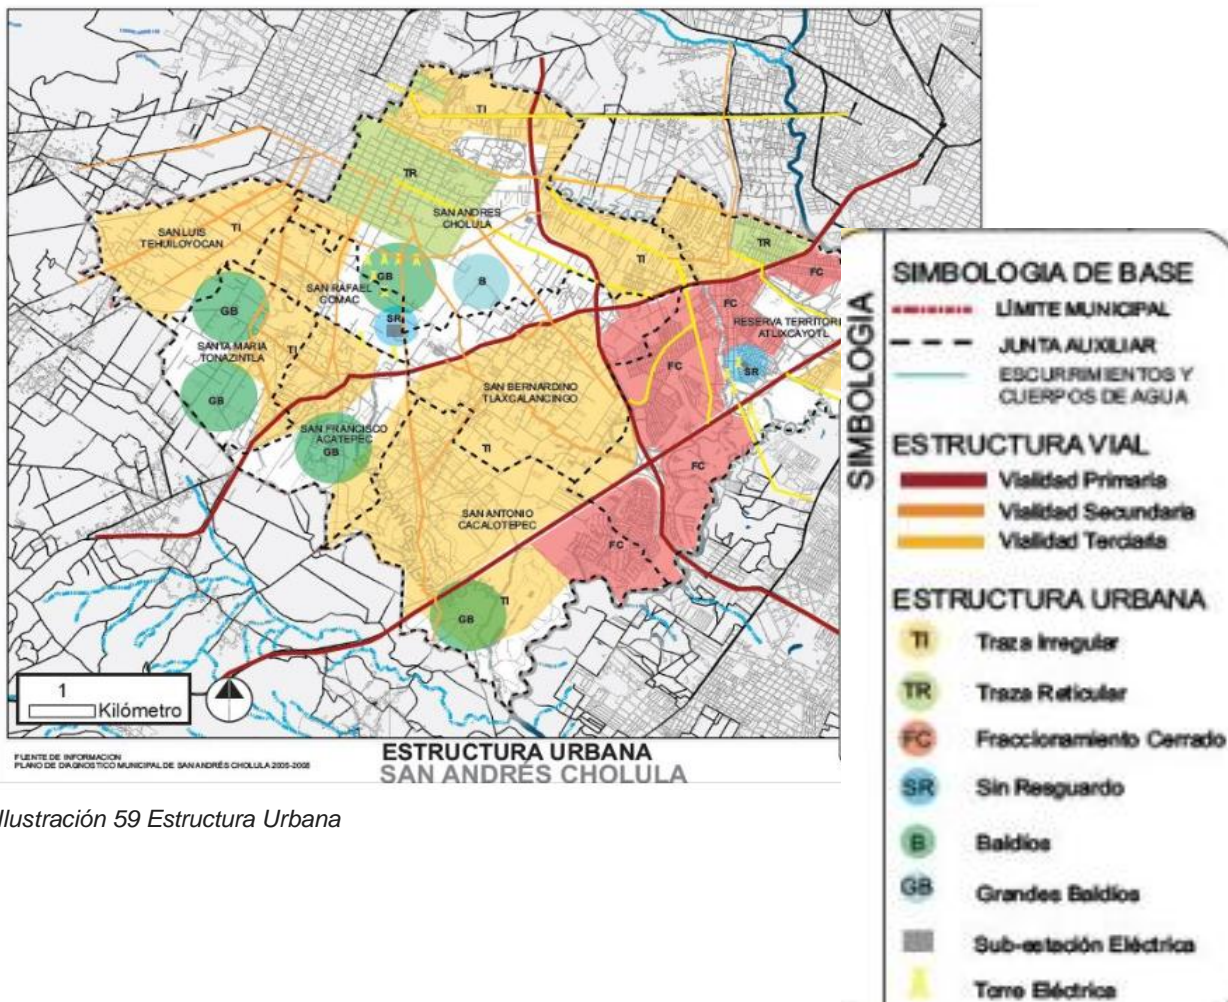 TI
TR
SAN ANDRES
CHOLULA
SAN LUIS
TEHUILOYOCAN
TI
TI
TR
GB
B
FC
SAN RAFAEL
COMAC
GB
SR
FC
RESERVA TERRITORI
ATLIXCAYOTL
SANTA MARIA
TONAZINTLA
TI
FC
SR
SAN BERNARDINO
TLAXCALANCINGO
GB
SAN FRANCISCO
ACATEPEC
GB
TI
FC
SAN ANTONIO
CACALOTEPEC
FC
TI
GB
1
Kilómetro
FUENTE DE INFORMACION
PLANO DE DIAGNOSTICO MUNICIPAL DE SAN ANDRÉS CHOLULA 2005-2008
ESTRUCTURA URBANA
SAN ANDRÉS CHOLULA
lustración 59 Estructura Urbana
SIMBOLOGIA
SIMBOLOGIA DE BASE
LÍMITE MUNICIPAL
JUNTA AUXILIAR
ESCURRIMIENTOS Y
CUERPOS DE AGUA
ESTRUCTURA VIAL
Vialidad Primaria
Vialidad Secundaria
Vialidad Terciaria
ESTRUCTURA URBANA
TI Traza Irregular
TR Traza Reticular
FC Fraccionamiento Cerrado
SR Sin Resguardo
B Baldíos
GB Grandes Baldíos
Sub-estación Eléctrica
Torre Eléctrica